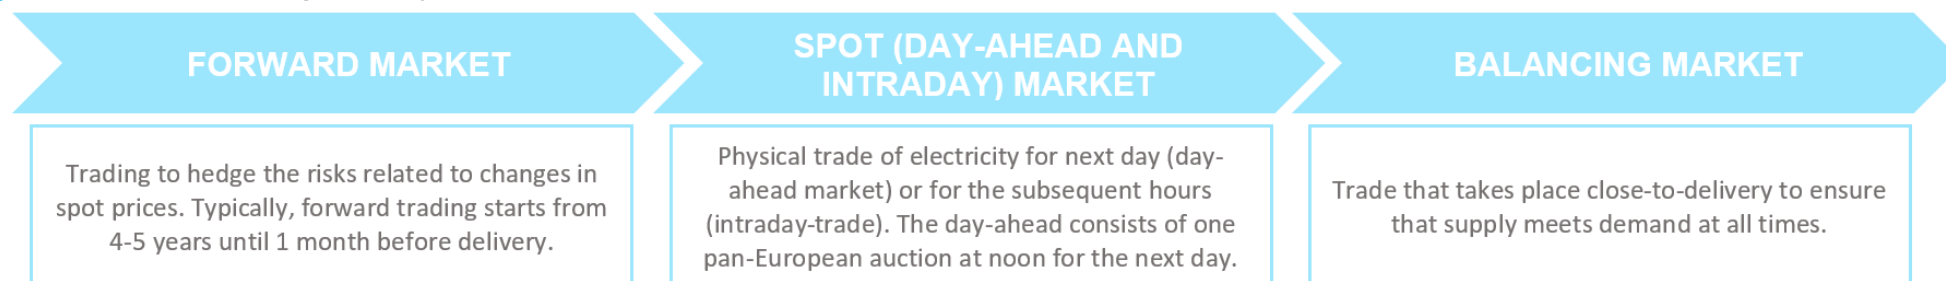 FORWARD MARKET
Trading to hedge the risks related to changes in
spot prices. Typically, forward trading starts from
4-5 years until 1 month before delivery.
SPOT (DAY-AHEAD AND
INTRADAY) MARKET
Physical trade of electricity for next day (day-
ahead market) or for the subsequent hours
(intraday-trade). The day-ahead consists of one
pan-European auction at noon for the next day.
BALANCING MARKET
Trade that takes place close-to-delivery to ensure
that supply meets demand at all times.